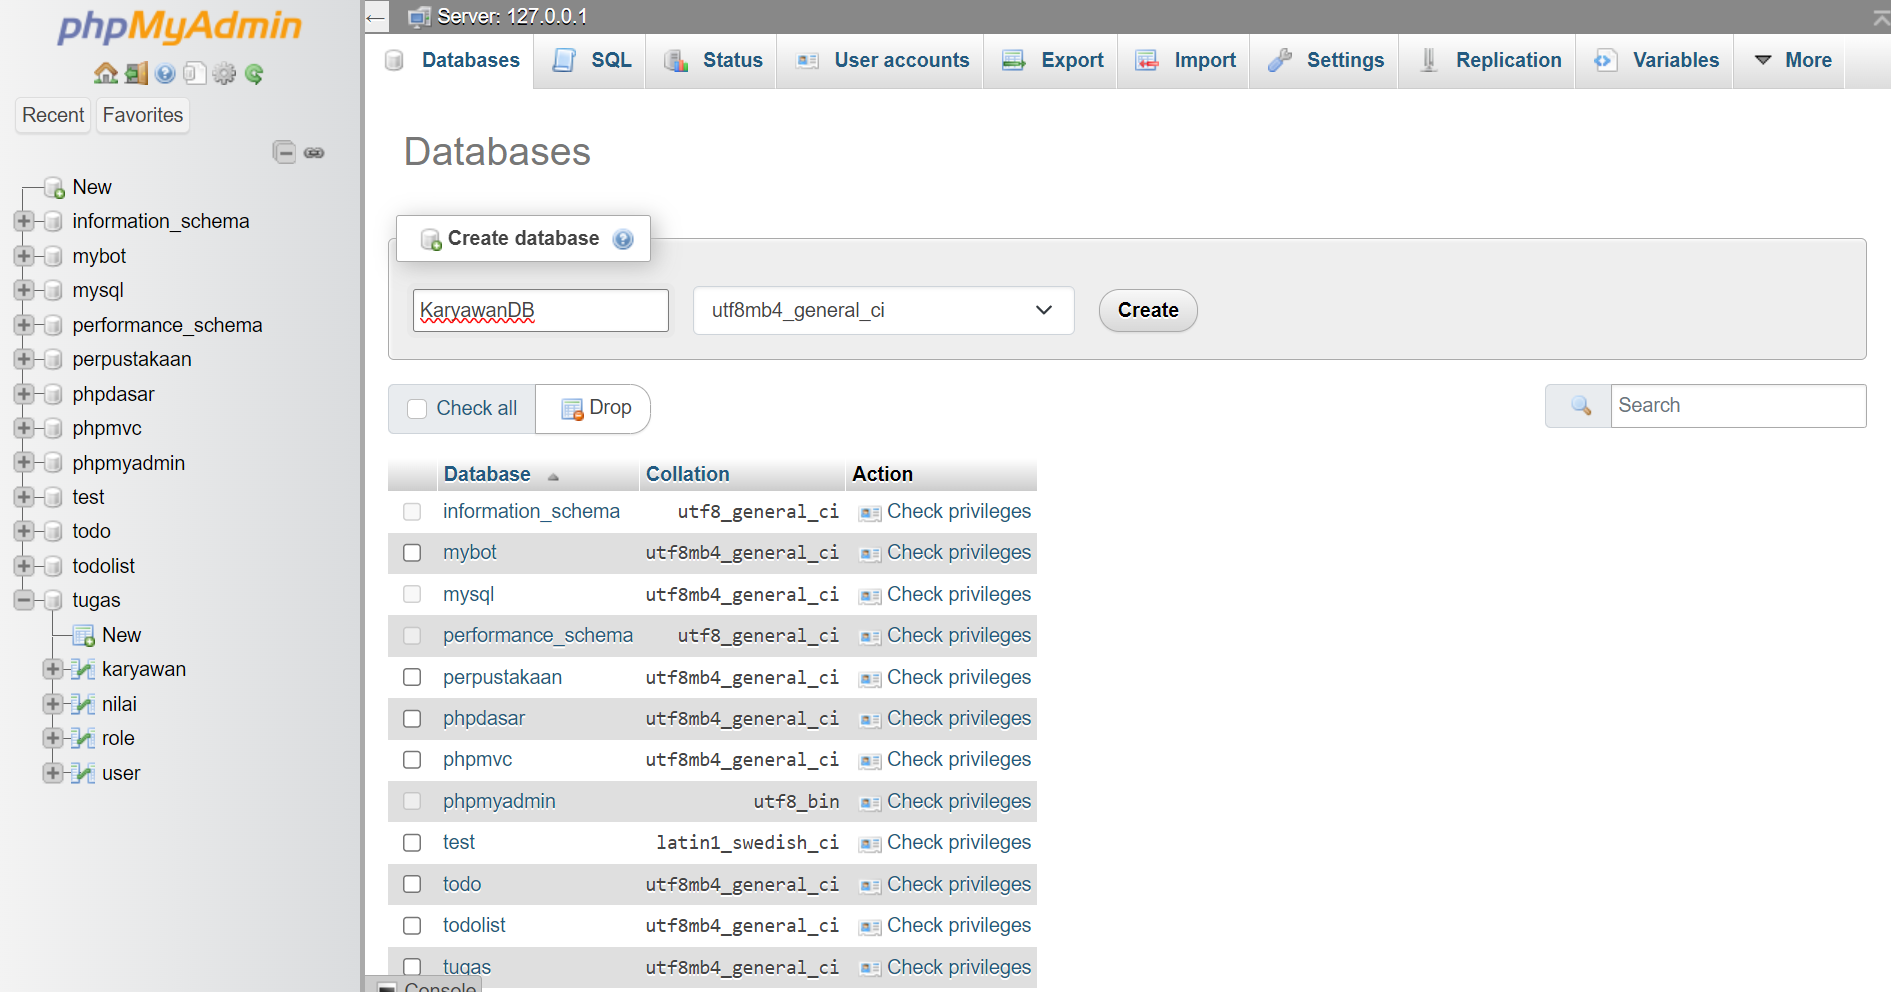 phpMyAdmin
Recent Favorites
New
information_schema
mybot
mysql
performance_schema
perpustakaan
phpdasar
phpmvc
phpmyadmin
test
todo
todolist
tugas
New
karyawan
nilai
role
user
Server: 127.0.0.1
Databases SQL Status User accounts Export Import Settings Replication Variables More
Databases
Create database
KaryawanDB utf8mb4_general_ci Create
Check all Drop Search
Database Collation Action
information_schema utf8_general_ci Check privileges
mybot utf8mb4_general_ci Check privileges
mysql utf8mb4_general_ci Check privileges
performance_schema utf8_general_ci Check privileges
perpustakaan utf8mb4_general_ci Check privileges
phpdasar utf8mb4_general_ci Check privileges
phpmvc utf8mb4_general_ci Check privileges
phpmyadmin utf8_bin Check privileges
test latin1_swedish_ci Check privileges
todo utf8mb4_general_ci Check privileges
todolist utf8mb4_general_ci Check privileges
tugas utf8mb4_general_ci Check privileges
Console